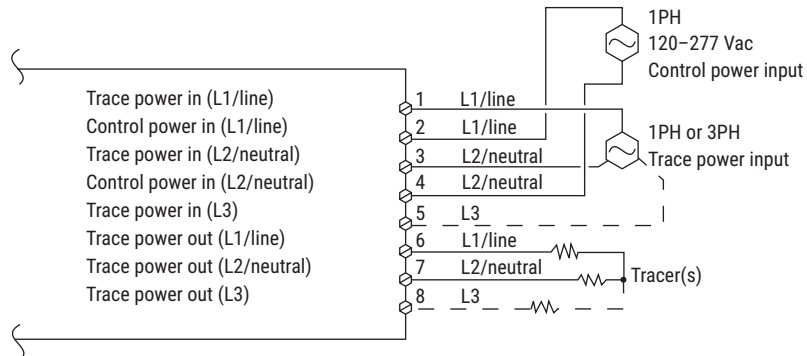 1PH
120–277 Vac
Control power input
Trace power in (L1/line)
1 L1/line
Control power in (L1/line)
2 L1/line
1PH or 3PH
Trace power input
Trace power in (L2/neutral)
3 L2/neutral
Control power in (L2/neutral)
4 L2/neutral
Trace power in (L3)
5 L3
Trace power out (L1/line)
6 L1/line
Trace power out (L2/neutral)
7 L2/neutral
Tracer(s)
Trace power out (L3)
8 L3